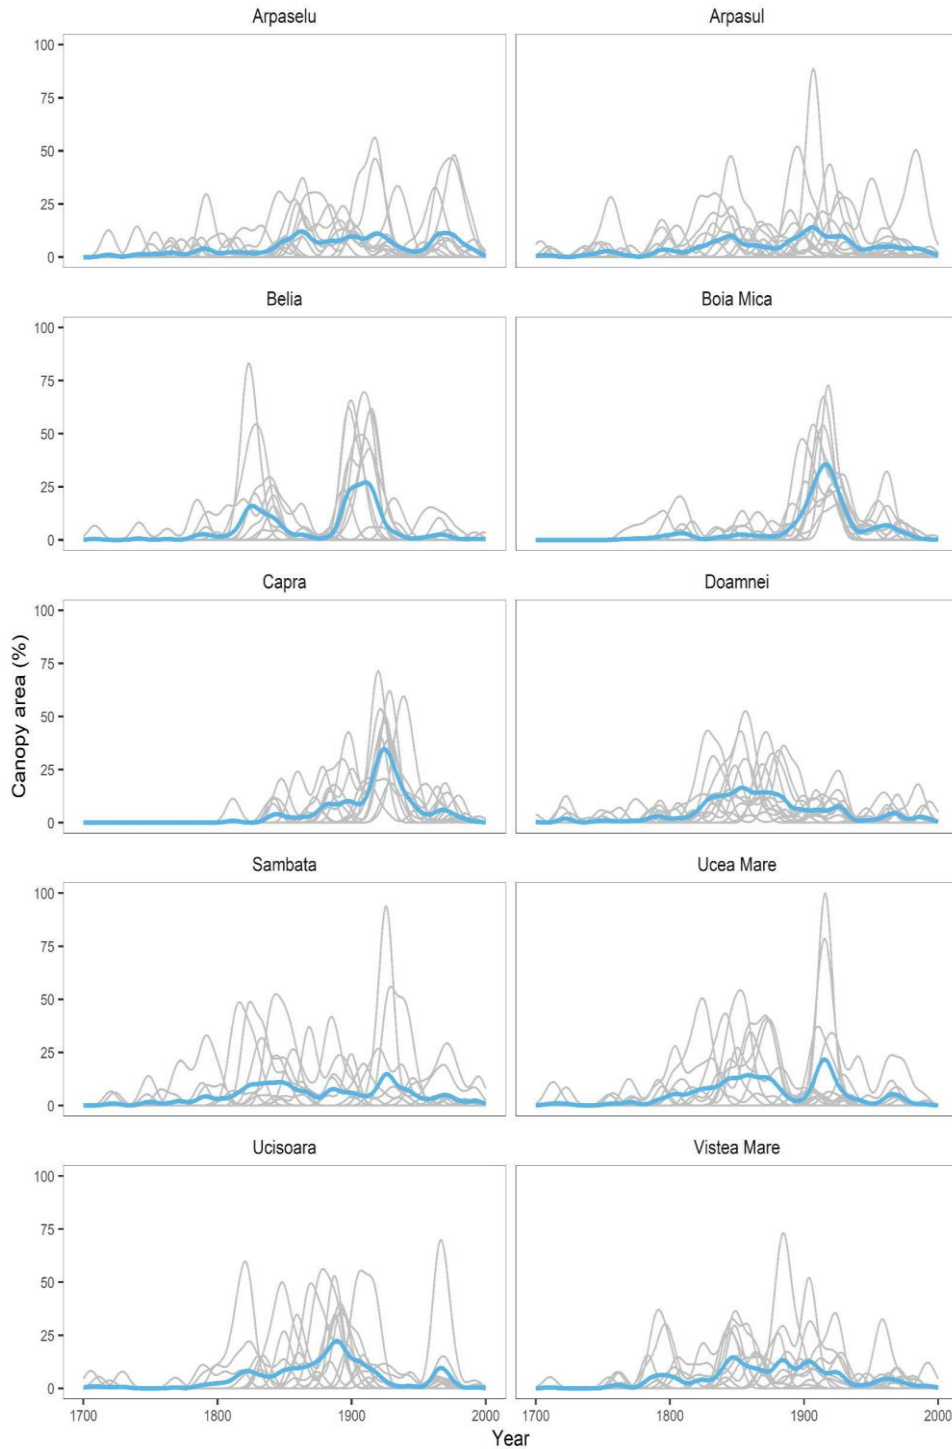 Arpaselu
Arpasul
100
75
50
25
0
Belia
Boia Mica
100
75
50
25
0
Capra
Doamnei
100
75
50
25
0
Canopy area (%)
Sambata
Ucea Mare
100
75
50
25
0
Ucisoara
Vistea Mare
100
75
50
25
0
1700 1800 1900 2000 1700 1800 1900 2000
Year